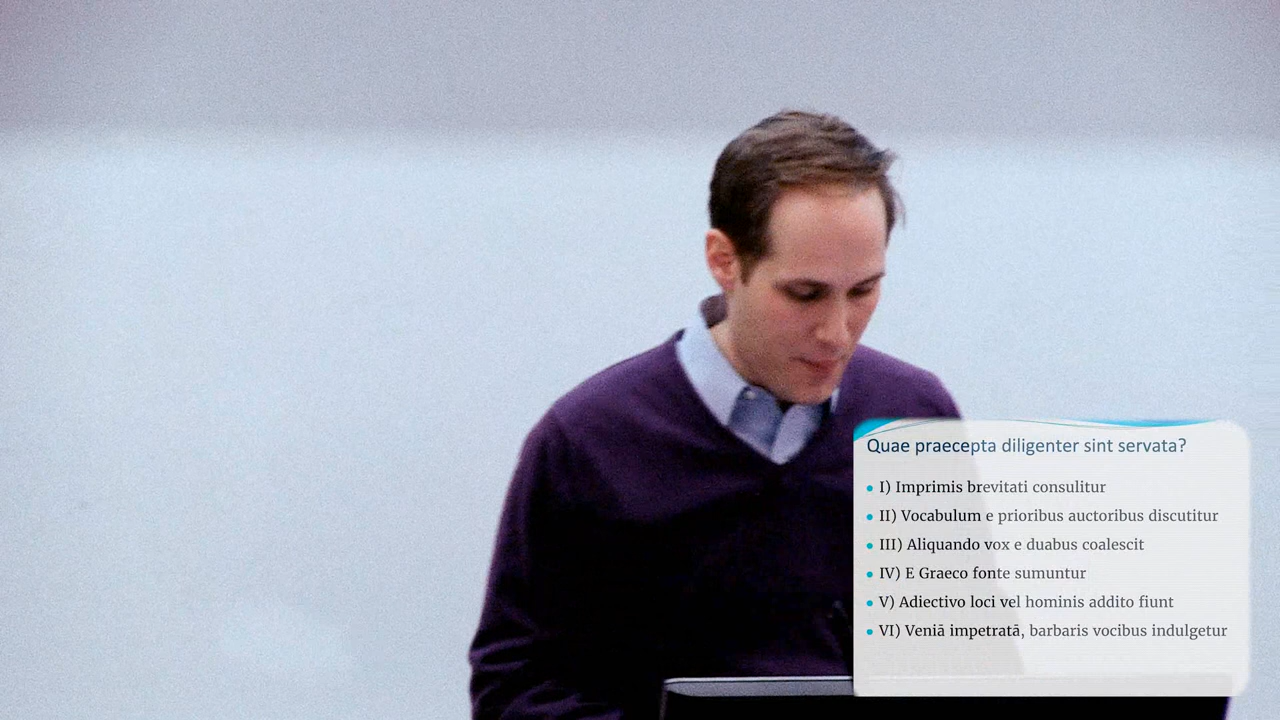 Quae praecepta diligenter sint servata?
• I) Imprimis brevitati consulitur
• II) Vocabulum e prioribus auctoribus discutitur
• III) Aliquando vox e duabus coalescit
• IV) E Graeco fonte sumuntur
• V) Adiectivo loci vel hominis addito fiunt
• VI) Veniā impetratā, barbaris vocibus indulgetur